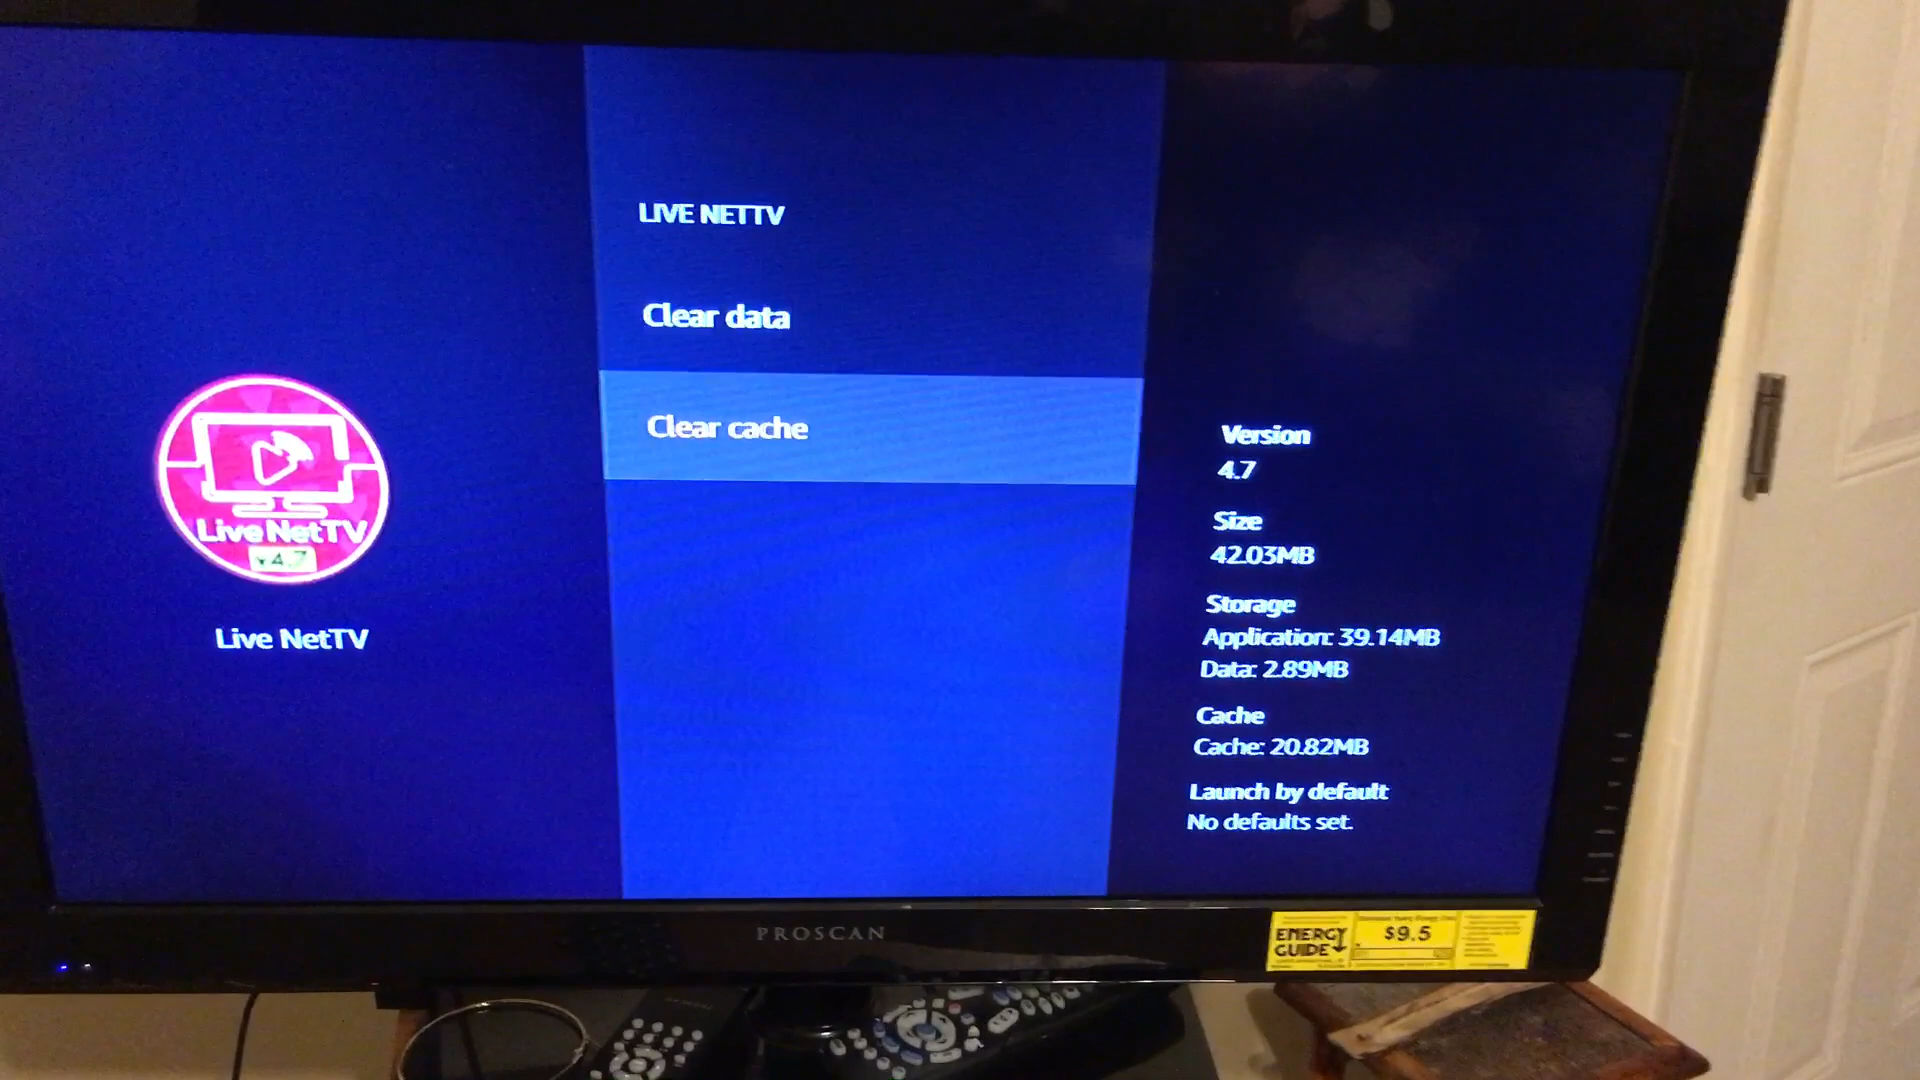 LIVE NETTV
Clear data
Clear cache
Live NetTV
v4.7
Live NetTV
Version
4.7
Size
42.03MB
Storage
Application: 39.14MB
Data: 2.89MB
Cache
Cache: 20.82MB
Launch by default
No defaults set.
PROSCAN
ENERGY
GUIDE
$9.5